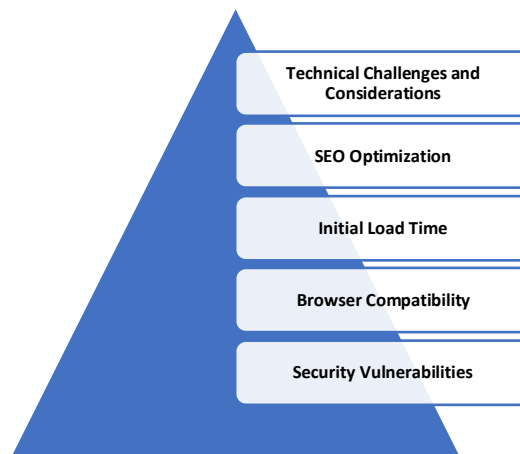 Technical Challenges and
Considerations
SEO Optimization
Initial Load Time
Browser Compatibility
Security Vulnerabilities